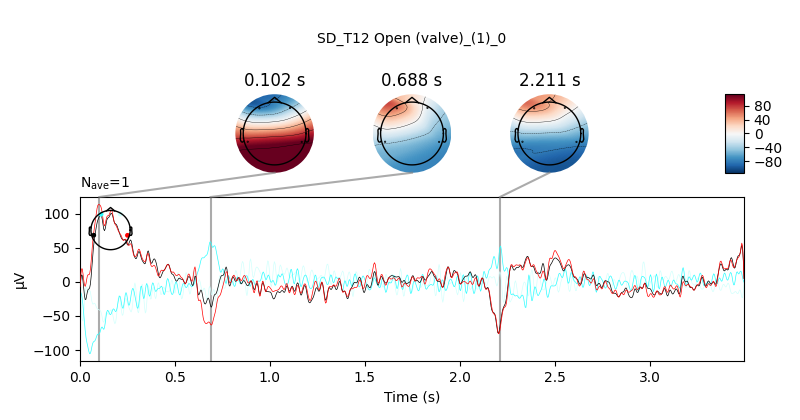 SD_T12 Open (valve)_(1)_0
0.102 s 0.688 s 2.211 s
80
40
0
−40
−80
Nave=1
100
50
0
−50
−100
µV
0.0 0.5 1.0 1.5 2.0 2.5 3.0
Time (s)